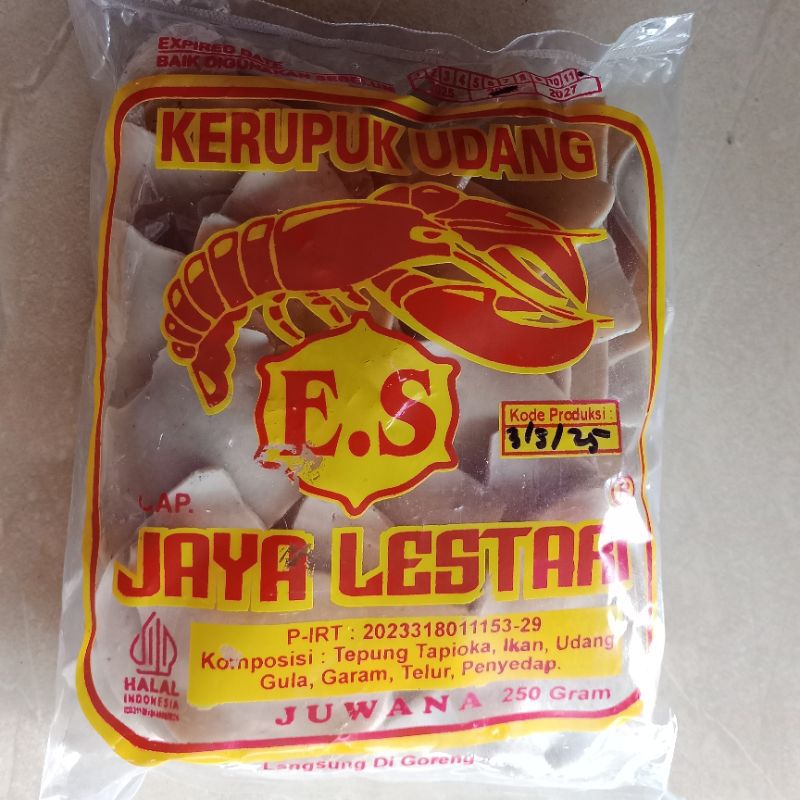 EXPIRED DATE
BAIK DIGUNAKAN SEBELUM
KERUPUK UDANG
E.S
Kode Produksi :
3/3/25
CAP.
JAYA LESTARI
P-IRT : 2023318011153-29
Komposisi : Tepung Tapioka, Ikan, Udang
Gula, Garam, Telur, Penyedap.
HALAL
INDONESIA
JUWANA 250 Gram
Langsung Di Goreng